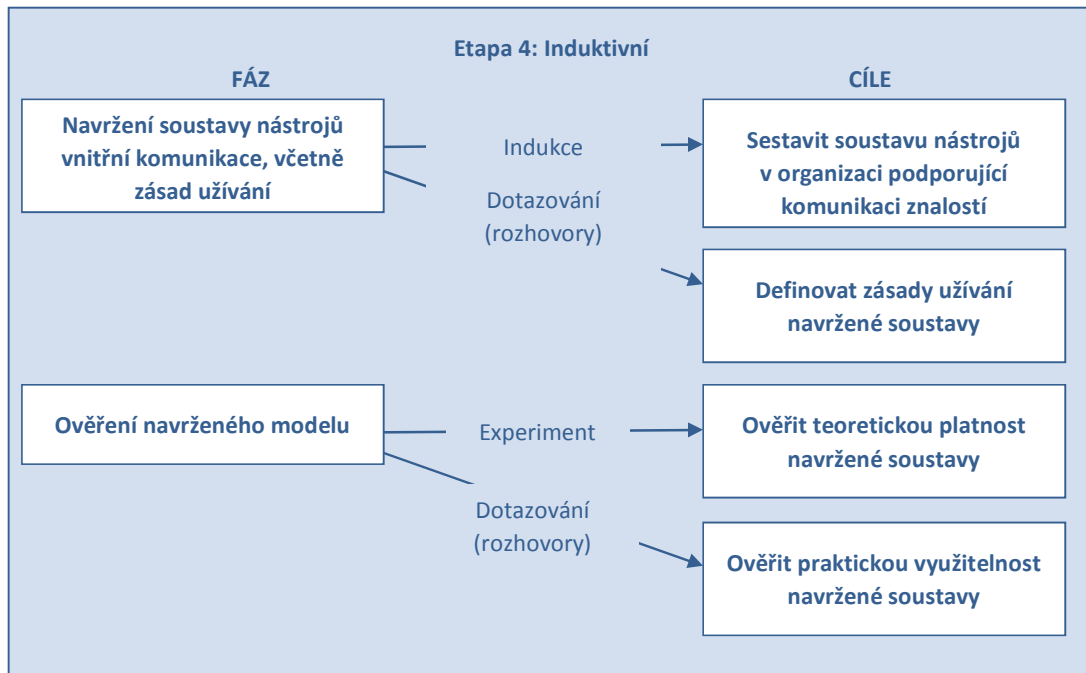 Etapa 4: Induktivní
FÁZ
CÍLE
Navržení soustavy nástrojů
vnitřní komunikace, včetně
zásad užívání
Indukce
Dotazování
(rozhovory)
Sestavit soustavu nástrojů
v organizaci podporující
komunikaci znalostí
Definovat zásady užívání
navržené soustavy
Ověření navrženého modelu
Experiment
Dotazování
(rozhovory)
Ověřit teoretickou platnost
navržené soustavy
Ověřit praktickou využitelnost
navržené soustavy